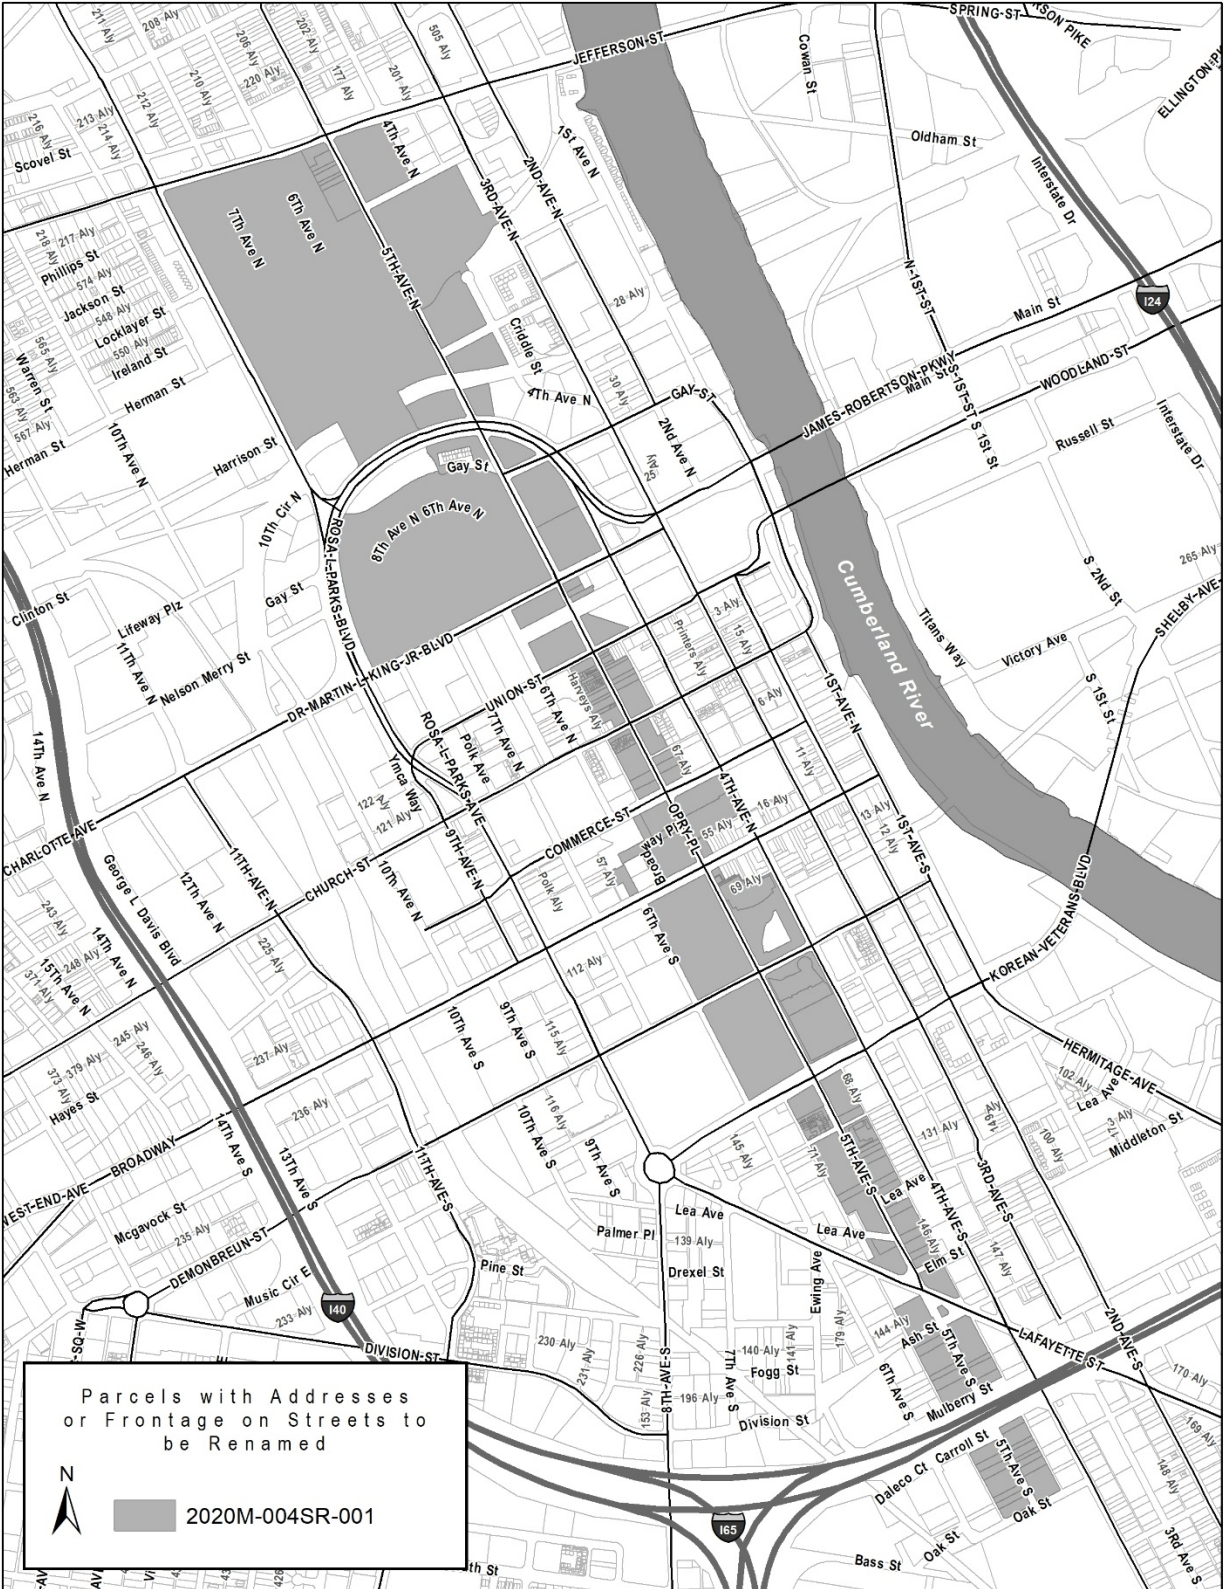 SPRING-ST
JEFFERSON-ST
211 Aly
208 Aly
206 Aly
202 Aly
505 Aly
220 Aly
177 Aly
201 Aly
210 Aly
212 Aly
213 Aly
214 Aly
216 Aly
Scovel St
Cowan St
ELLINGTON-P
Oldham St
Interstate Dr
4Th Ave N
1St Ave N
2ND-AVE-N
3RD-AVE-N
7Th Ave N
6Th Ave N
5TH-AVE-N
218 Aly
217 Aly
Phillips St
574 Aly
Jackson St
548 Aly
Locklayer St
550 Aly
Ireland St
565 Aly
Warren St
563 Aly
567 Aly
Herman St
Herman St
Harrison St
10Th Ave N
28 Aly
Criddle St
30 Aly
4Th Ave N
GAY-ST
N-1ST-ST
Main St
I24
JAMES-ROBERTSON-PKWY
Main St
WOODLAND-ST
S-1ST-ST
S 1St St
Russell St
Interstate Dr
2Nd Ave N
25 Aly
Gay St
10Th Cir N
8Th Ave N
6Th Ave N
ROSA-L-PARKS-BLVD
265 Aly
Cumberland River
S 2Nd St
SHELBY-AVE
Clinton St
Lifeway Plz
Gay St
11Th Ave N
Nelson Merry St
DR-MARTIN-L-KING-JR-BLVD
3 Aly
15 Aly
Printers Aly
Titans Way
Victory Ave
S 1St St
6 Aly
1ST-AVE-N
UNION-ST
6Th Ave N
Harveys Aly
7Th Ave N
Polk Ave
ROSA-L-PARKS-AVE
Ymca Way
14Th Ave N
122 Aly
121 Aly
67 Aly
11 Aly
4TH-AVE-N
16 Aly
13 Aly
12 Aly
1ST-AVE-S
CHARLOTTE-AVE
COMMERCE-ST
OPRY-PL
55 Aly
Broad
way Pl
57 Aly
69 Aly
9TH-AVE-N
Polk Aly
CHURCH-ST
10Th Ave N
11TH-AVE-N
12Th Ave N
George L Davis Blvd
243 Aly
14Th Ave N
248 Aly
15Th Ave N
371 Aly
225 Aly
6Th Ave S
112 Aly
KOREAN-VETERANS-BLVD
245 Aly
246 Aly
379 Aly
373 Aly
Hayes St
237 Aly
236 Aly
10Th Ave S
9Th Ave S
115 Aly
116 Aly
10Th Ave S
9Th Ave S
HERMITAGE-AVE
102 Aly
Lea Ave
Middleton St
100 Aly
149 Aly
68 Aly
131 Aly
145 Aly
71 Aly
5TH-AVE-S
Lea Ave
4TH-AVE-S
3RD-AVE-S
BROADWAY
WEST-END-AVE
14Th Ave S
13Th Ave S
11TH-AVE-S
Mcgavock St
235 Aly
DEMONBREUN-ST
Music Cir E
233 Aly
I40
Palmer Pl
Lea Ave
139 Aly
Drexel St
Pine St
Lea Ave
Ewing Ave
146 Aly
Elm St
147 Aly
179 Aly
144 Aly
Ash St
5Th Ave S
6Th Ave S
LAFAYETTE ST
2ND-AVE-S
170 Aly
169 Aly
148 Aly
3Rd Ave S
DIVISION-ST
230 Aly
231 Aly
226 Aly
8TH-AVE-S
7Th Ave S
140 Aly
141 Aly
Fogg St
196 Aly
153 Aly
Division St
Mulberry St
Carroll St
Daleco Ct
5Th Ave S
Oak St
Oak St
Bass St
I65
Parcels with Addresses
or Frontage on Streets to
be Renamed
N
2020M-004SR-001